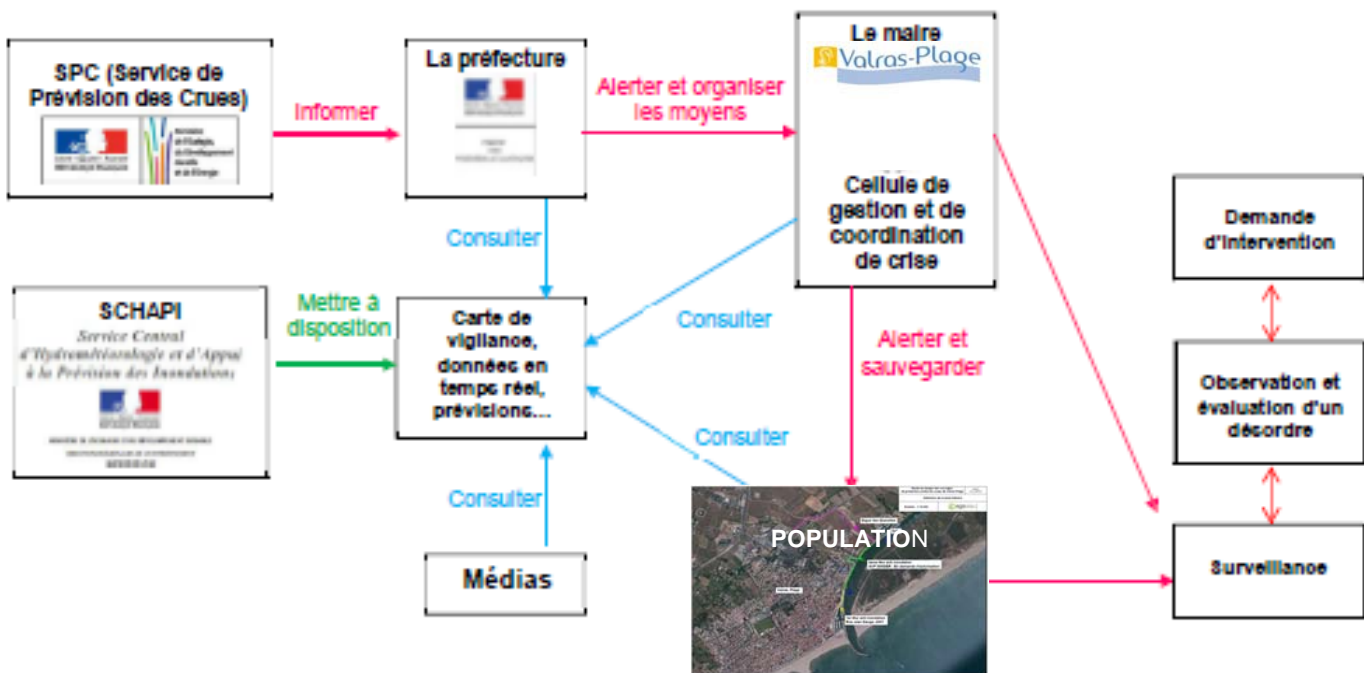 SPC (Service de
Prévision des Crues)
Informer
La préfecture
Alerter et organiser
les moyens
Le maire
Valras-Plage
Cellule de
gestion et de
coordination
de crise
Demande
d'intervention
Consulter
SCHAPI
Service Central
d'Hydrométéorologie et d'Appui
à la Prévision des Inondations
Mettre à
disposition
Carte de
vigilance,
données en
temps réel,
prévisions...
Consulter
Alerter et
sauvegarder
Observation et
évaluation d'un
désordre
Consulter
Consulter
Médias
POPULATION
Surveillance